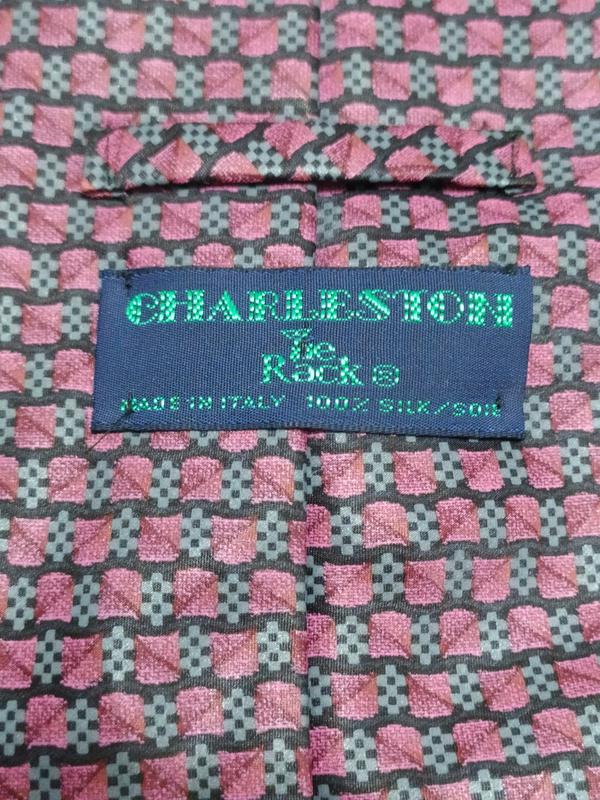 CHARLESTON
Tie
Rack ®
MADE IN ITALY 100% SILK/SOIE